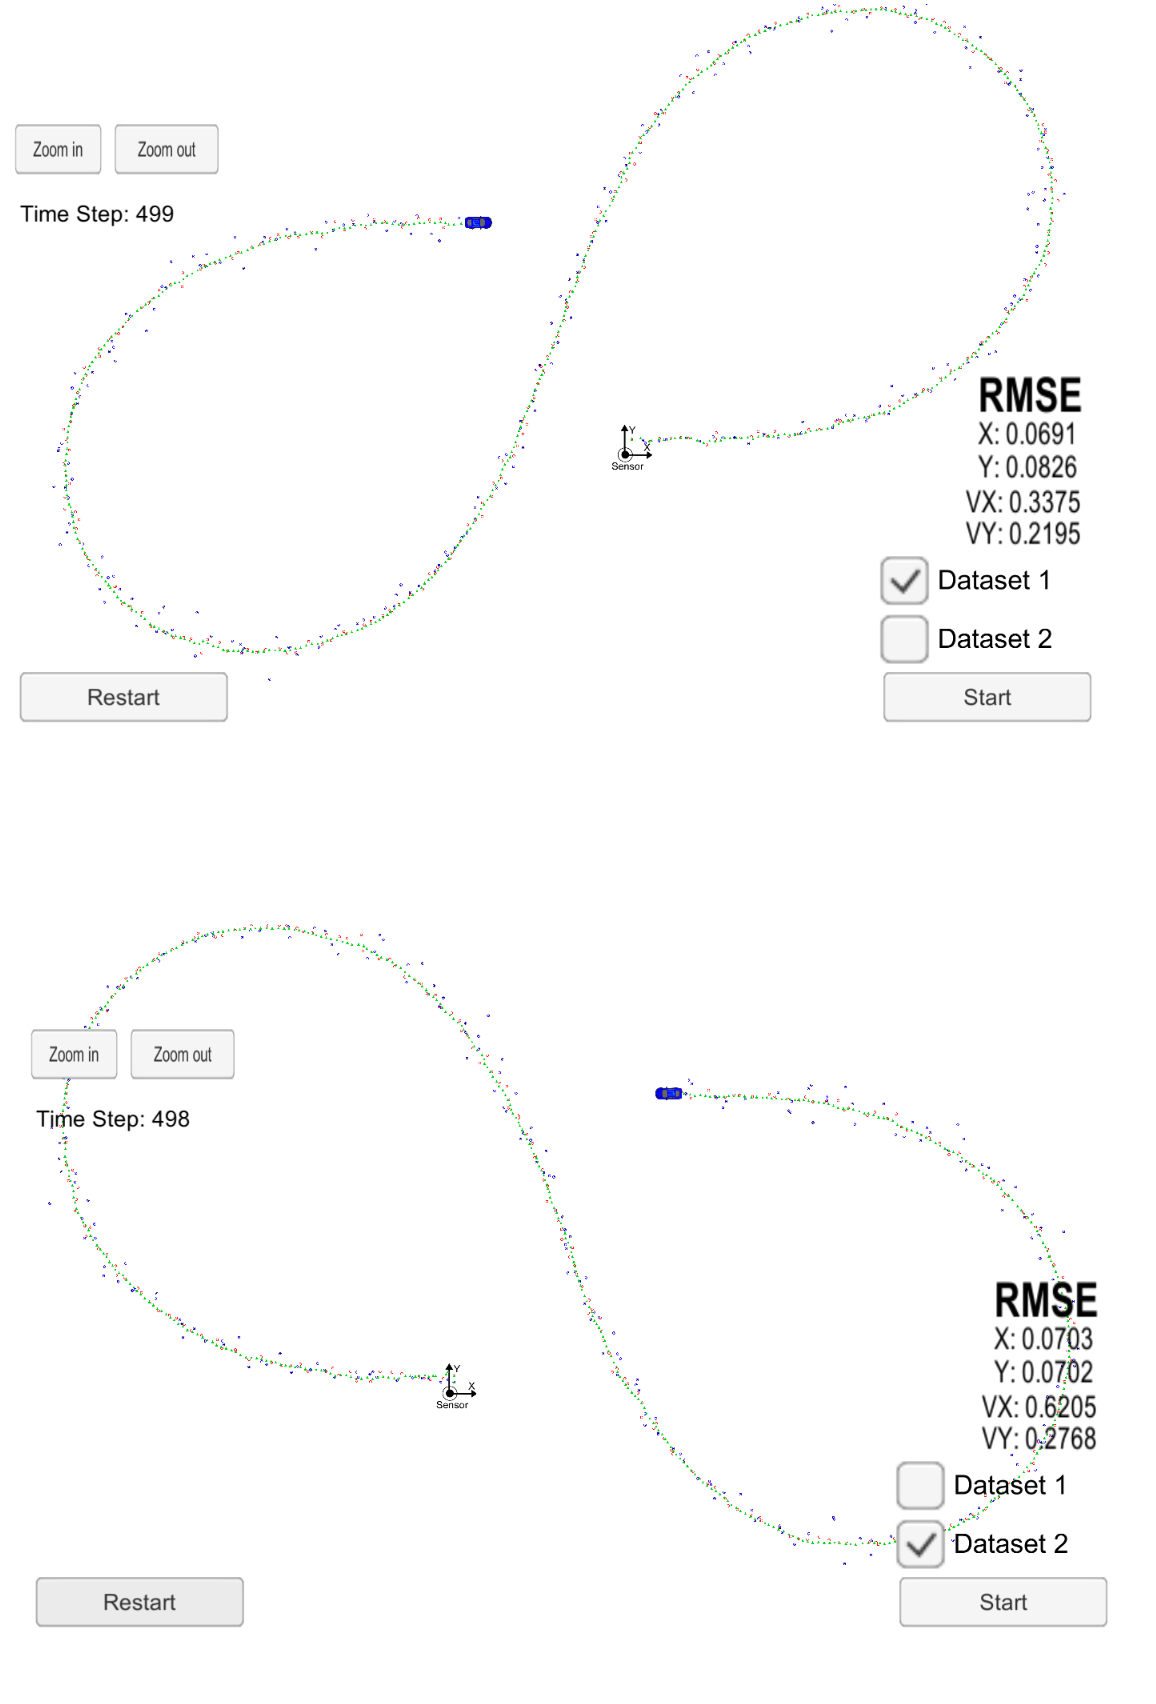 Zoom in Zoom out
Time Step: 499
Y
X
Sensor
RMSE
X: 0.0691
Y: 0.0826
VX: 0.3375
VY: 0.2195
Dataset 1
Dataset 2
Restart Start
Zoom in Zoom out
Time Step: 498
Y
X
Sensor
RMSE
X: 0.0703
Y: 0.0702
VX: 0.6205
VY: 0.2768
Dataset 1
Dataset 2
Restart Start